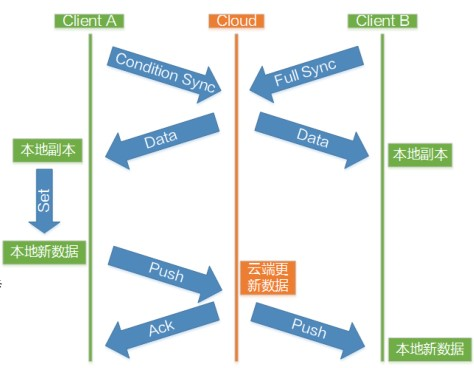 Client A
Cloud
Client B
Condition Sync
Full Sync
Data
Data
本地副本
本地副本
Set
本地新数据
Push
云端更
新数据
Ack
Push
本地新数据